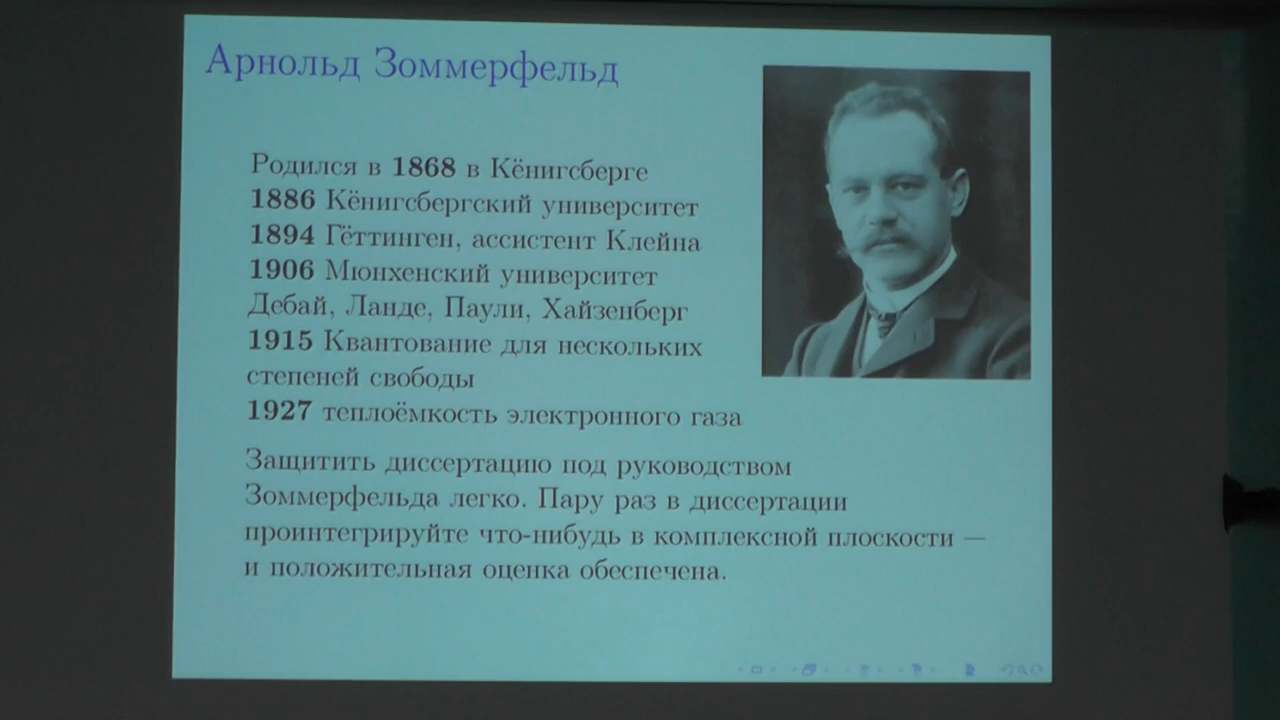 Арнольд Зоммерфельд
Родился в 1868 в Кёнигсберге
1886 Кёнигсбергский университет
1894 Гёттинген, ассистент Клейна
1906 Мюнхенский университет
Дебай, Ланде, Паули, Хайзенберг
1915 Квантование для нескольких
степеней свободы
1927 теплоёмкость электронного газа
Защитить диссертацию под руководством
Зоммерфельда легко. Пару раз в диссертации
проинтегрируйте что-нибудь в комплексной плоскости —
и положительная оценка обеспечена.